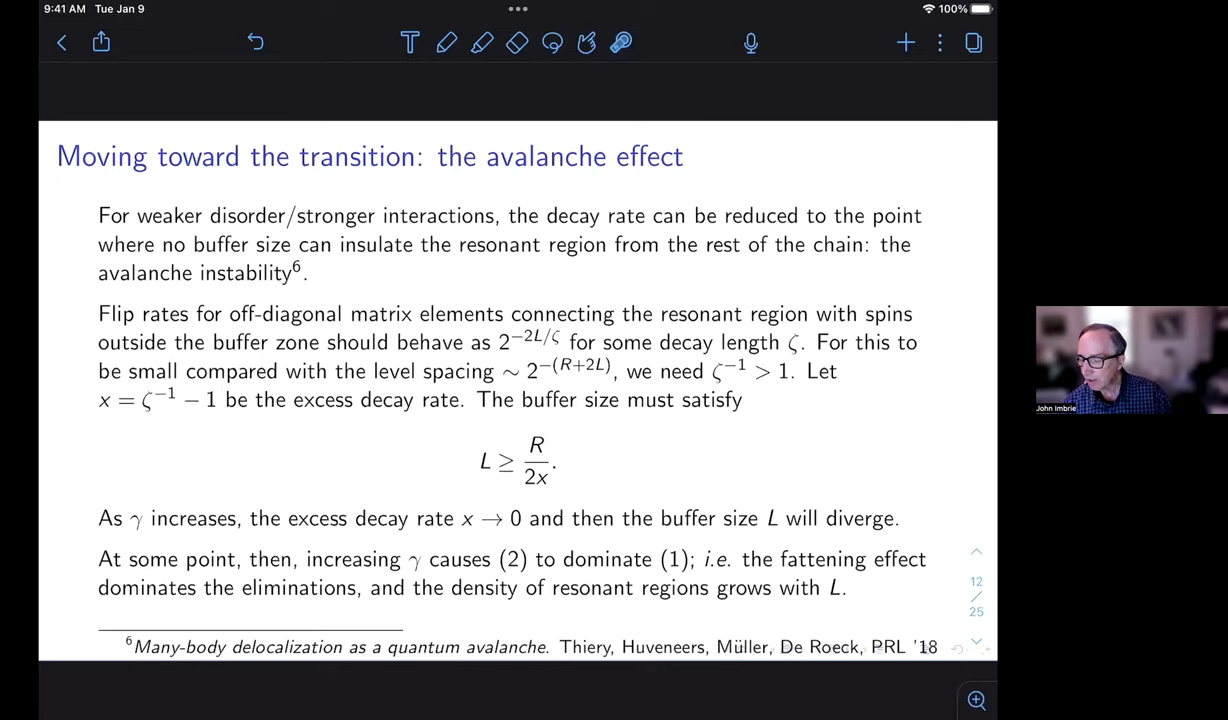 9:41 AM Tue Jan 9
100%
Moving toward the transition: the avalanche effect
For weaker disorder/stronger interactions, the decay rate can be reduced to the point
where no buffer size can insulate the resonant region from the rest of the chain: the
avalanche instability⁶.
Flip rates for off-diagonal matrix elements connecting the resonant region with spins
outside the buffer zone should behave as 2^{−2L/ζ} for some decay length ζ. For this to
be small compared with the level spacing ∼ 2^{−(R+2L)}, we need ζ^{−1} > 1. Let
x = ζ^{−1} − 1 be the excess decay rate. The buffer size must satisfy
L ≥ R/2x.
As γ increases, the excess decay rate x → 0 and then the buffer size L will diverge.
At some point, then, increasing γ causes (2) to dominate (1); i.e. the fattening effect
dominates the eliminations, and the density of resonant regions grows with L.
12
/
25
⁶Many-body delocalization as a quantum avalanche. Thiery, Huveneers, Müller, De Roeck, PRL '18
John Imbrie